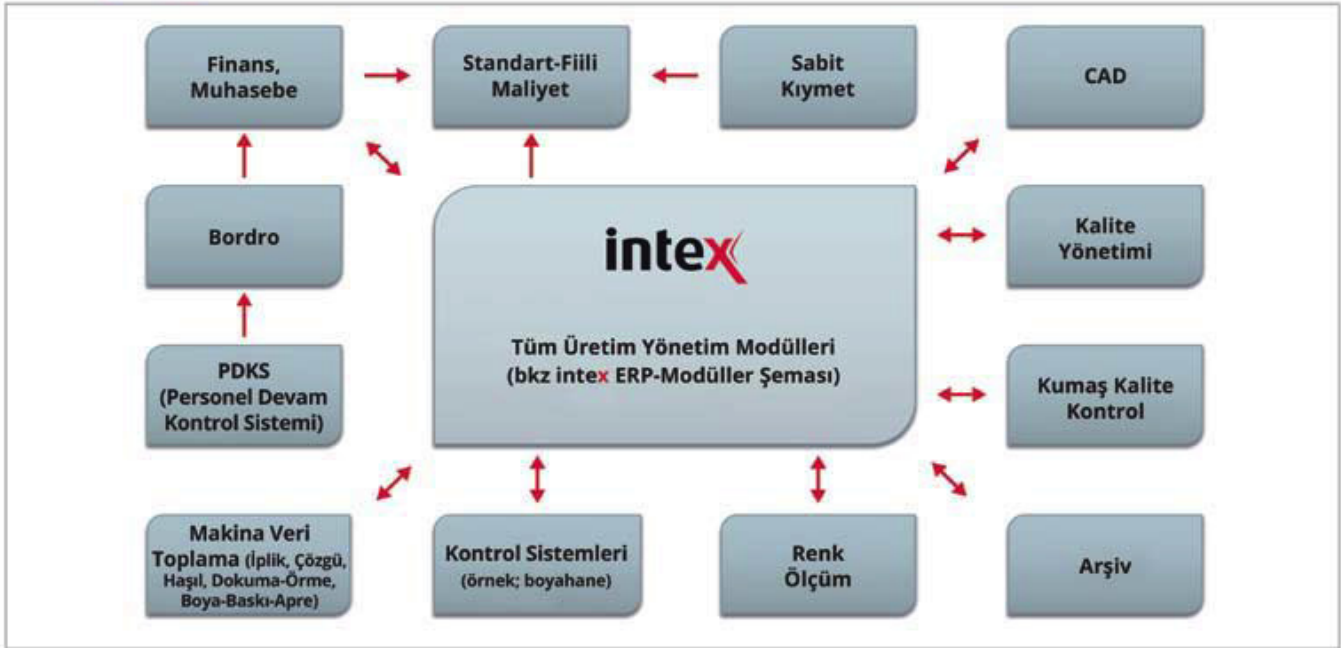 Finans,
Muhasebe
Standart-Fiili
Maliyet
Sabit
Kıymet
CAD
Bordro
intex
Tüm Üretim Yönetim Modülleri
(bkz intex ERP-Modüller Şeması)
Kalite
Yönetimi
PDKS
(Personel Devam
Kontrol Sistemi)
Kumaş Kalite
Kontrol
Makina Veri
Toplama (İplik, Çözgü,
Haşıl, Dokuma-Örme,
Boya-Baskı-Apre)
Kontrol Sistemleri
(örnek; boyahane)
Renk
Ölçüm
Arşiv